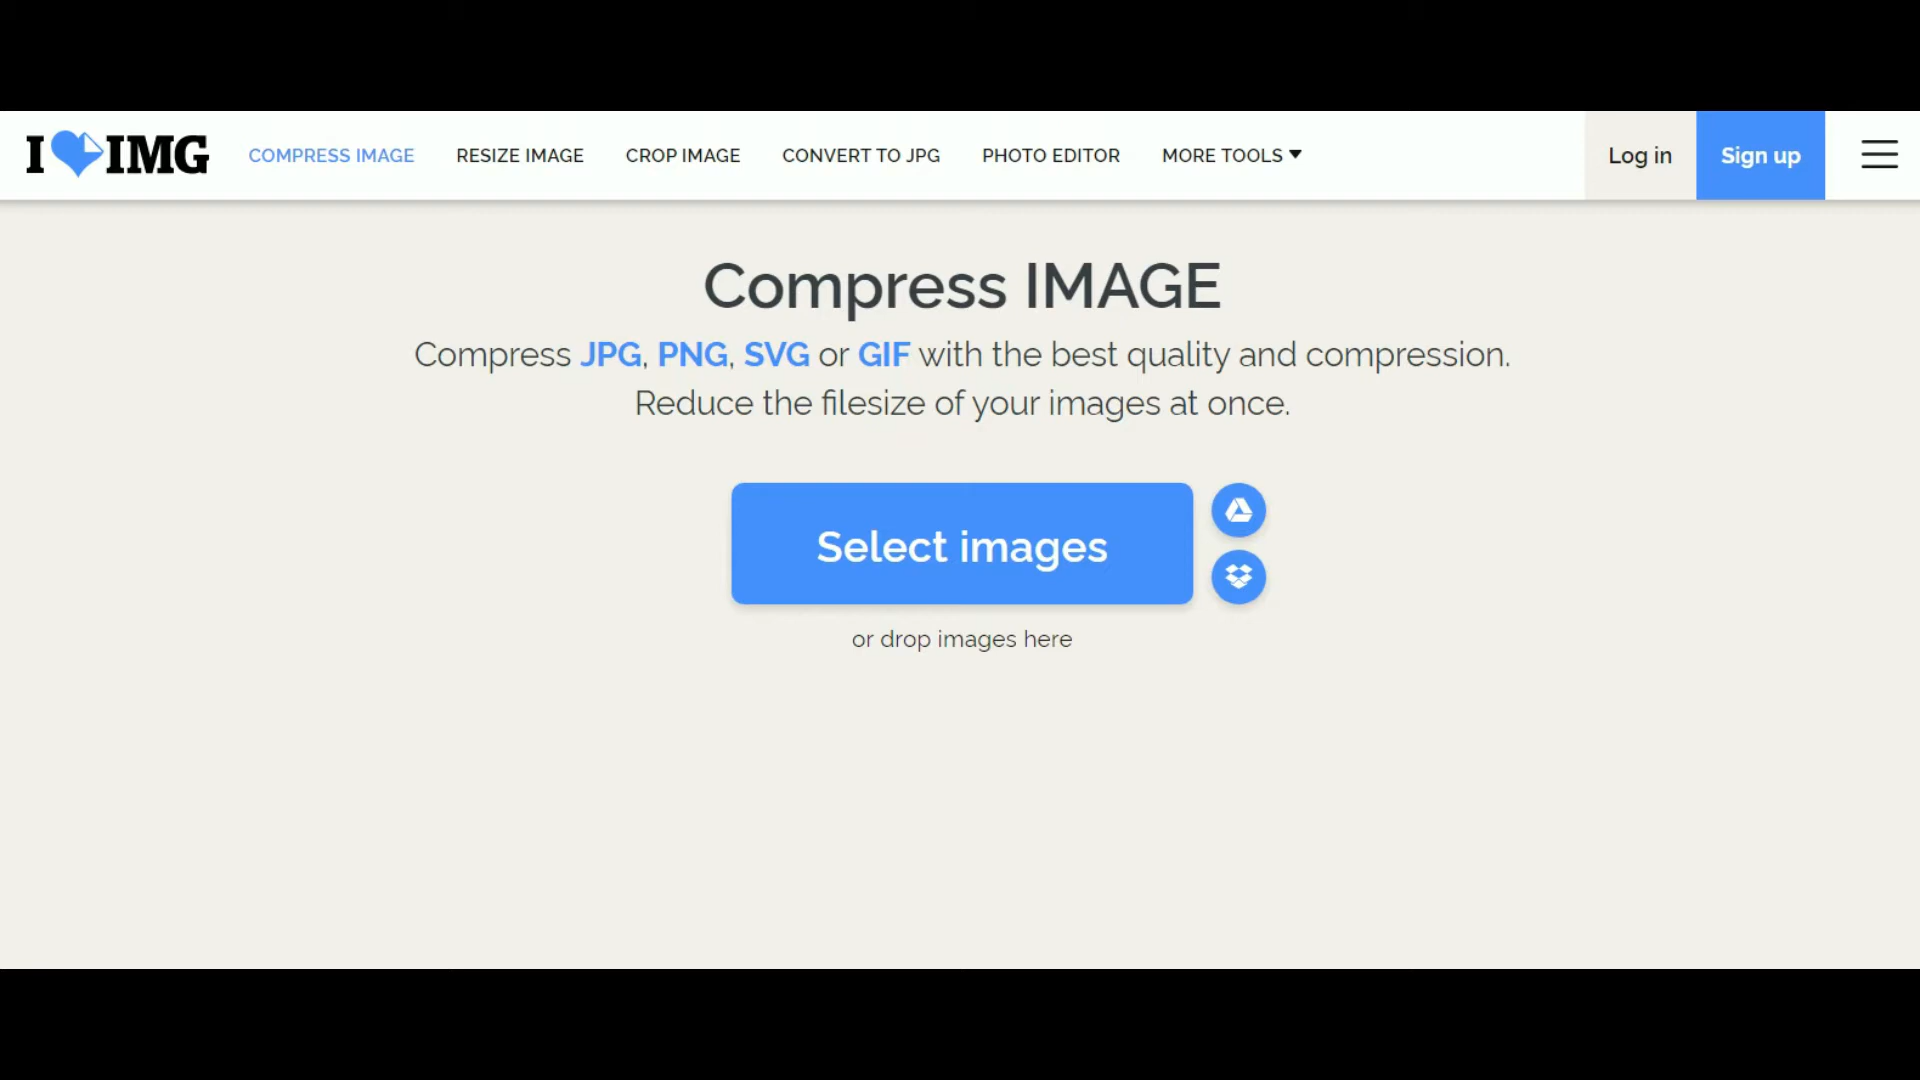 I IMG
COMPRESS IMAGE
RESIZE IMAGE
CROP IMAGE
CONVERT TO JPG
PHOTO EDITOR
MORE TOOLS
Log in
Sign up
Compress IMAGE
Compress JPG, PNG, SVG or GIF with the best quality and compression.
Reduce the filesize of your images at once.
Select images
or drop images here